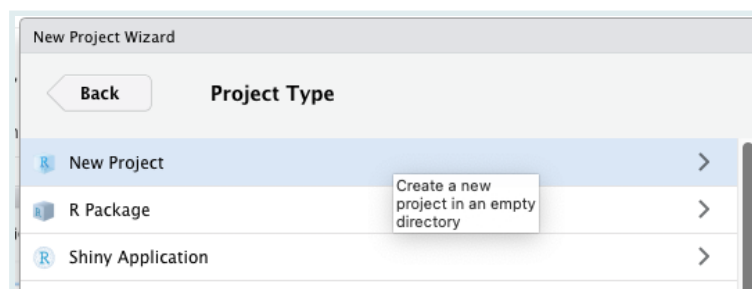 New Project Wizard
Back
Project Type
New Project
Create a new
project in an empty
directory
R Package
Shiny Application